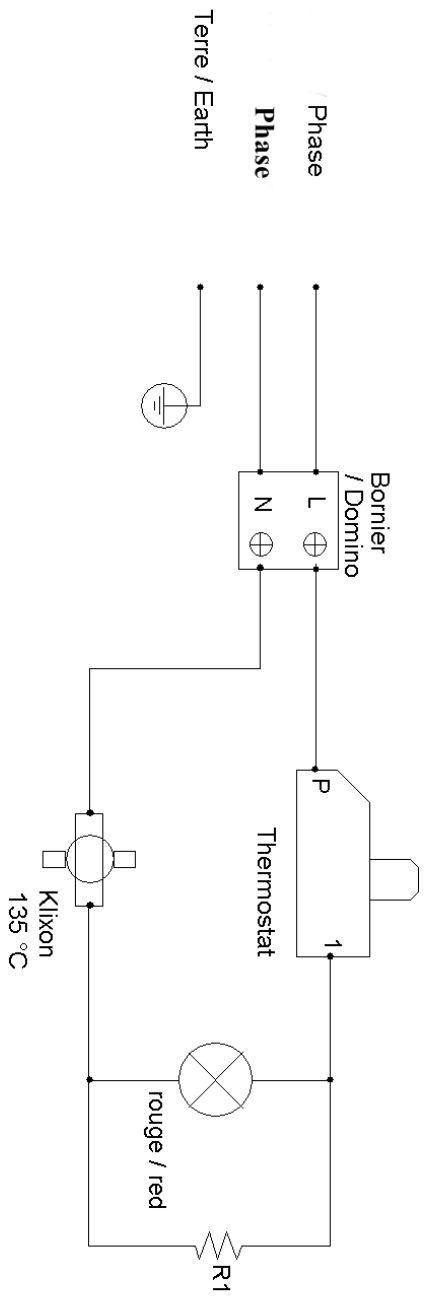 / Phase
Phase
Terre / Earth
Bornier
/ Domino
L
N
P
1
Thermostat
Klixon
135 °C
rouge / red
R1